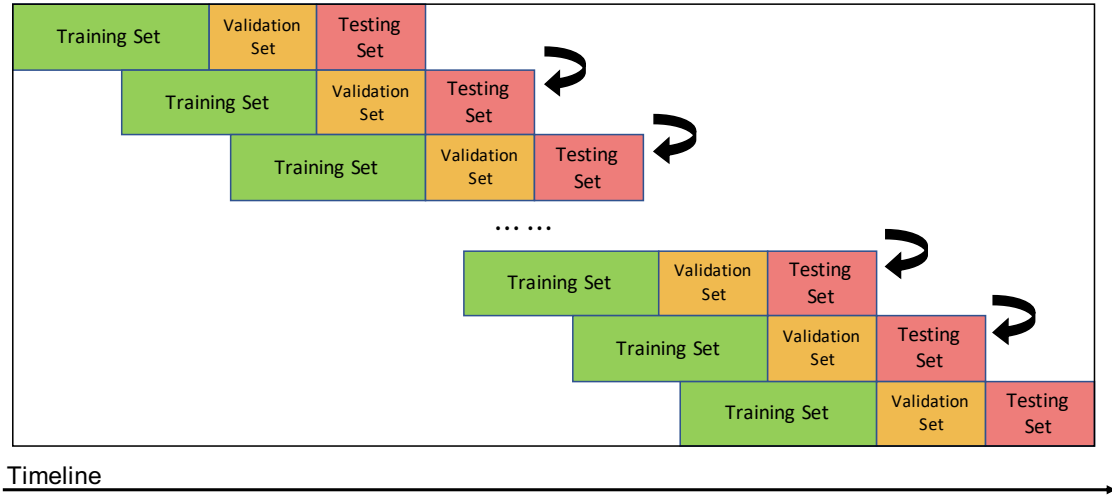 Training Set
Validation
Set
Testing
Set
Training Set
Validation
Set
Testing
Set
Training Set
Validation
Set
Testing
Set
... ...
Training Set
Validation
Set
Testing
Set
Training Set
Validation
Set
Testing
Set
Training Set
Validation
Set
Testing
Set
Timeline